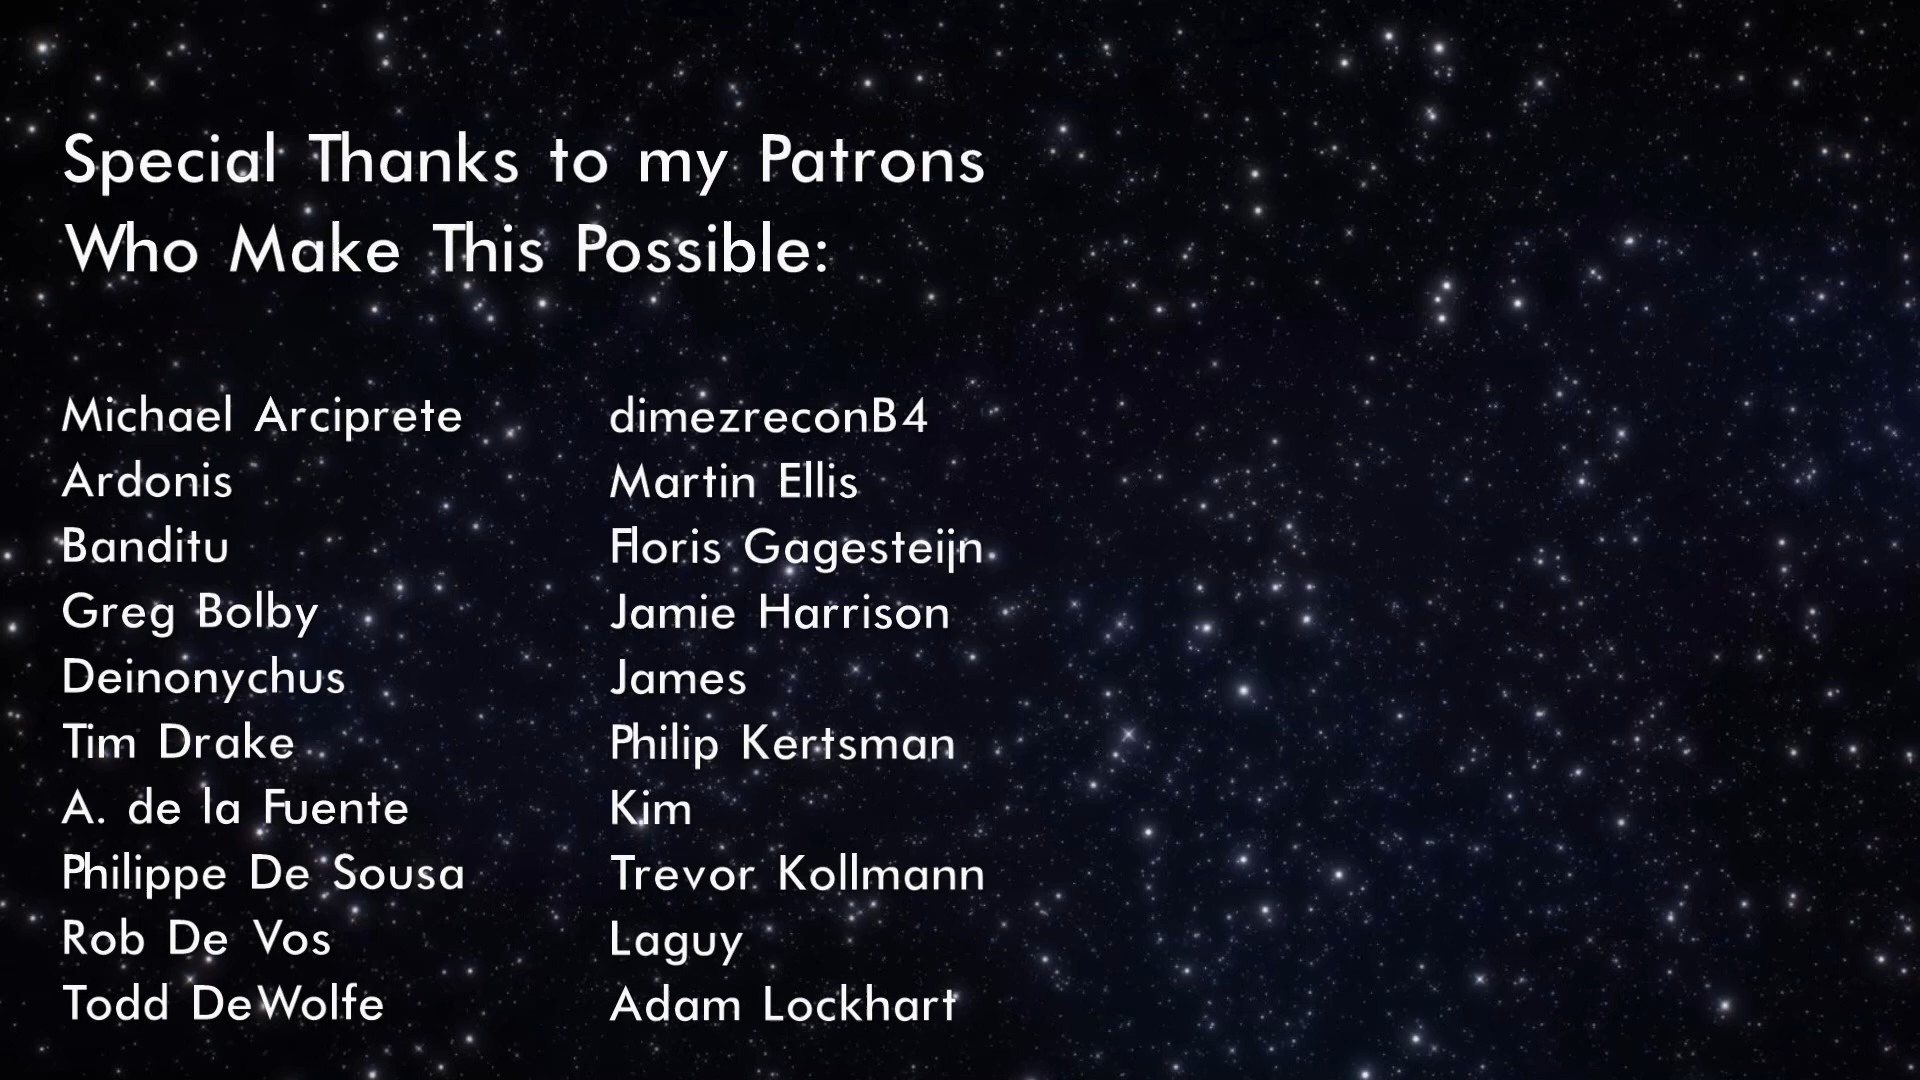 Special Thanks to my Patrons
Who Make This Possible:
Michael Arciprete
Ardonis
Banditu
Greg Bolby
Deinonychus
Tim Drake
A. de la Fuente
Philippe De Sousa
Rob De Vos
Todd DeWolfe
dimezreconB4
Martin Ellis
Floris Gagesteijn
Jamie Harrison
James
Philip Kertsman
Kim
Trevor Kollmann
Laguy
Adam Lockhart